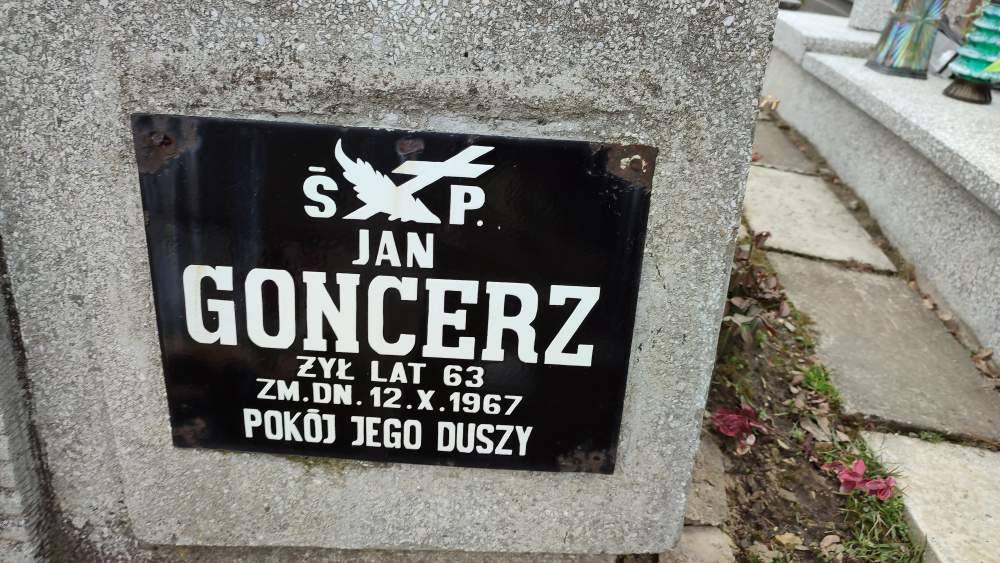 Ś P.
JAN
GONCERZ
ŻYŁ LAT 63
ZM. DN. 12.X.1967
POKÓJ JEGO DUSZY